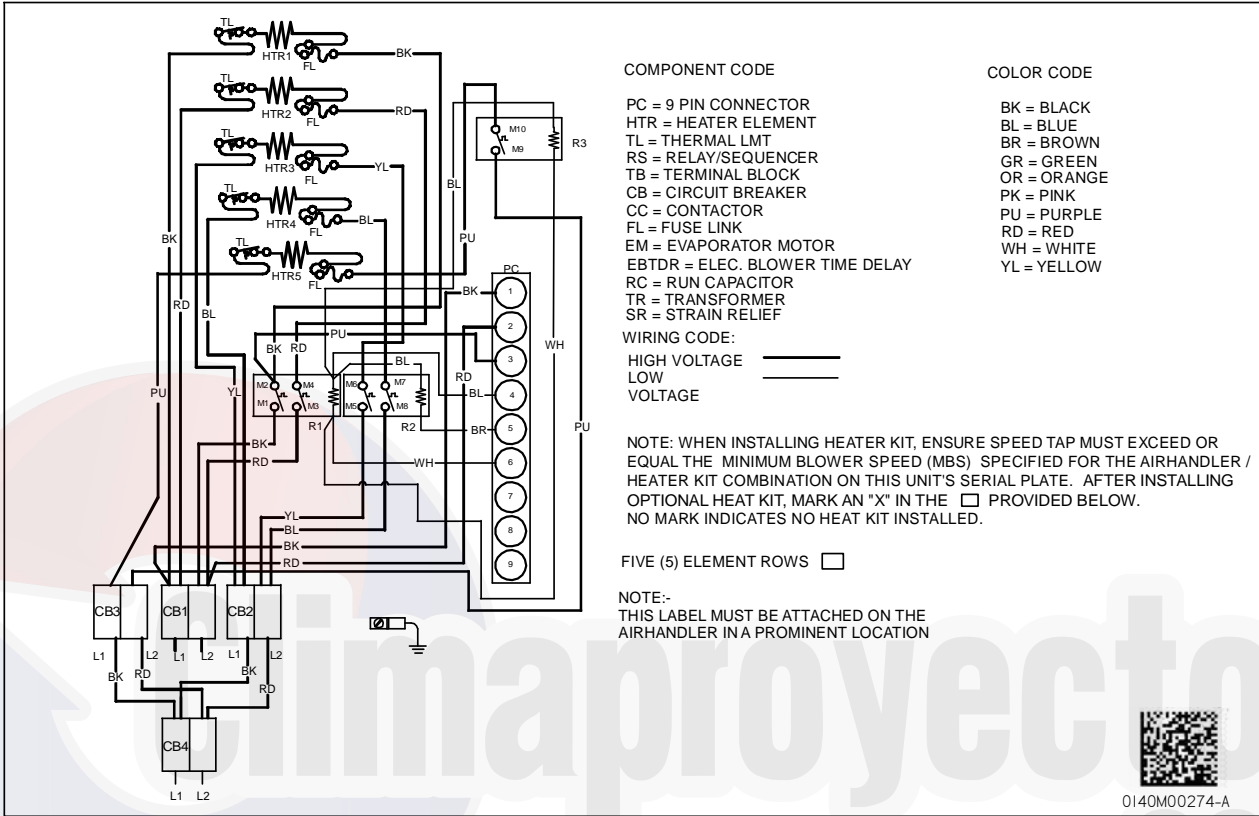 TL
HTR1
FL
BK
TL
HTR2
FL
RD
TL
HTR3
FL
YL
TL
HTR4
FL
BL
TL
HTR5
FL
BK
RD
BL
PU
YL
M10
M9
R3
BL
PU
WH
PU
BK
RD
PU
BL
RD
BL
BR
WH
M2
M4
M1
M3
R1
M6
M7
M5
M8
R2
BK
RD
YL
BL
BK
RD
BK
PC
1
2
3
4
5
6
7
8
9
CB3
CB1
CB2
L1
L2
L1
L2
L1
L2
BK
RD
BK
RD
CB4
L1
L2
COMPONENT CODE
PC = 9 PIN CONNECTOR
HTR = HEATER ELEMENT
TL = THERMAL LMT
RS = RELAY/SEQUENCER
TB = TERMINAL BLOCK
CB = CIRCUIT BREAKER
CC = CONTACTOR
FL = FUSE LINK
EM = EVAPORATOR MOTOR
EBTDR = ELEC. BLOWER TIME DELAY
RC = RUN CAPACITOR
TR = TRANSFORMER
SR = STRAIN RELIEF
WIRING CODE:
HIGH VOLTAGE
LOW
VOLTAGE
COLOR CODE
BK = BLACK
BL = BLUE
BR = BROWN
GR = GREEN
OR = ORANGE
PK = PINK
PU = PURPLE
RD = RED
WH = WHITE
YL = YELLOW
NOTE: WHEN INSTALLING HEATER KIT, ENSURE SPEED TAP MUST EXCEED OR
EQUAL THE MINIMUM BLOWER SPEED (MBS) SPECIFIED FOR THE AIRHANDLER /
HEATER KIT COMBINATION ON THIS UNIT'S SERIAL PLATE. AFTER INSTALLING
OPTIONAL HEAT KIT, MARK AN "X" IN THE ☐ PROVIDED BELOW.
NO MARK INDICATES NO HEAT KIT INSTALLED.
FIVE (5) ELEMENT ROWS ☐
NOTE:-
THIS LABEL MUST BE ATTACHED ON THE
AIRHANDLER IN A PROMINENT LOCATION
Climaproyecto
0140M00274-A